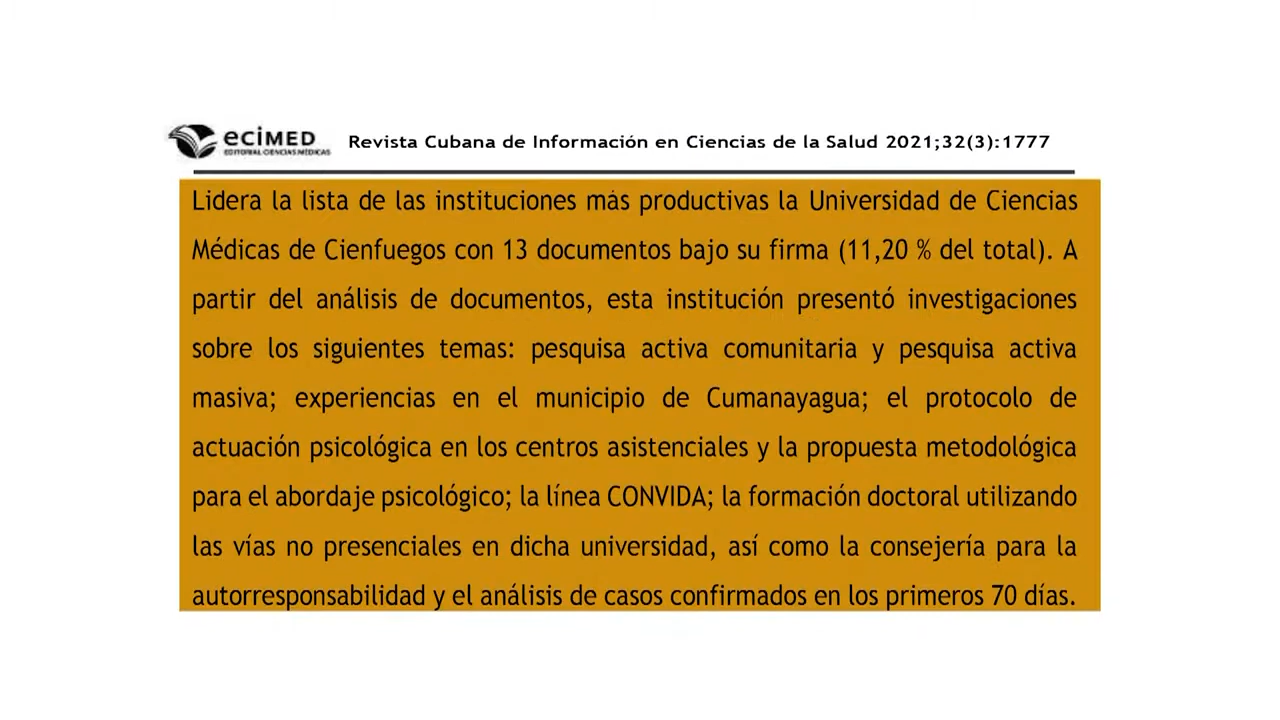 ecimed
EDITORIAL CIENCIAS MÉDICAS
Revista Cubana de Información en Ciencias de la Salud 2021;32(3):1777
Lidera la lista de las instituciones más productivas la Universidad de Ciencias
Médicas de Cienfuegos con 13 documentos bajo su firma (11,20 % del total). A
partir del análisis de documentos, esta institución presentó investigaciones
sobre los siguientes temas: pesquisa activa comunitaria y pesquisa activa
masiva; experiencias en el municipio de Cumanayagua; el protocolo de
actuación psicológica en los centros asistenciales y la propuesta metodológica
para el abordaje psicológico; la línea CONVIDA; la formación doctoral utilizando
las vías no presenciales en dicha universidad, así como la consejería para la
autorresponsabilidad y el análisis de casos confirmados en los primeros 70 días.